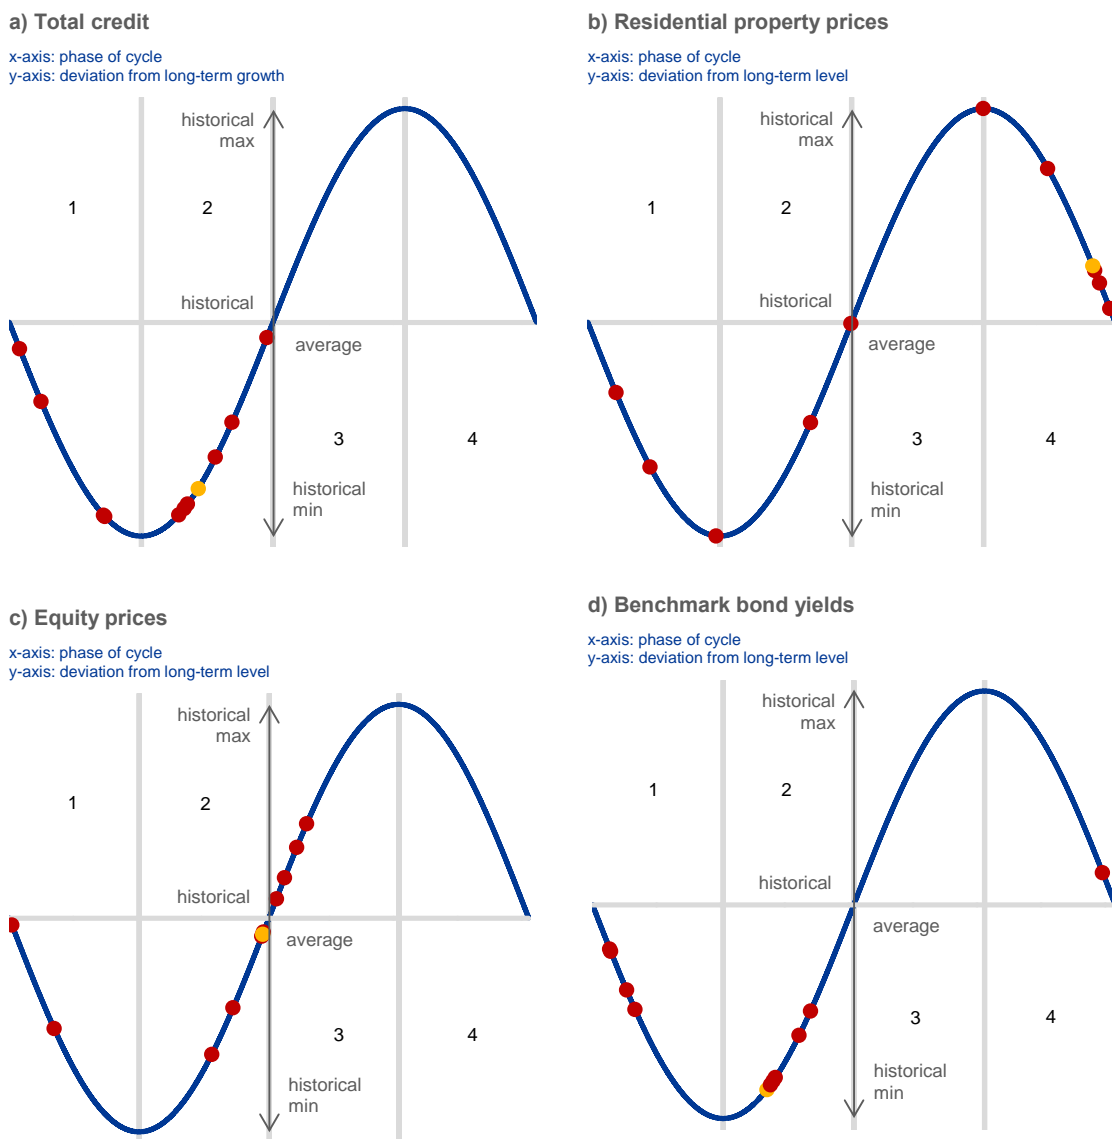 a) Total credit
x-axis: phase of cycle
y-axis: deviation from long-term growth
historical
max
1
2
historical
average
3
4
historical
min
b) Residential property prices
x-axis: phase of cycle
y-axis: deviation from long-term level
historical
max
1
2
historical
average
3
4
historical
min
c) Equity prices
x-axis: phase of cycle
y-axis: deviation from long-term level
historical
max
1
2
historical
average
3
4
historical
min
d) Benchmark bond yields
x-axis: phase of cycle
y-axis: deviation from long-term level
historical
max
1
2
historical
average
3
4
historical
min